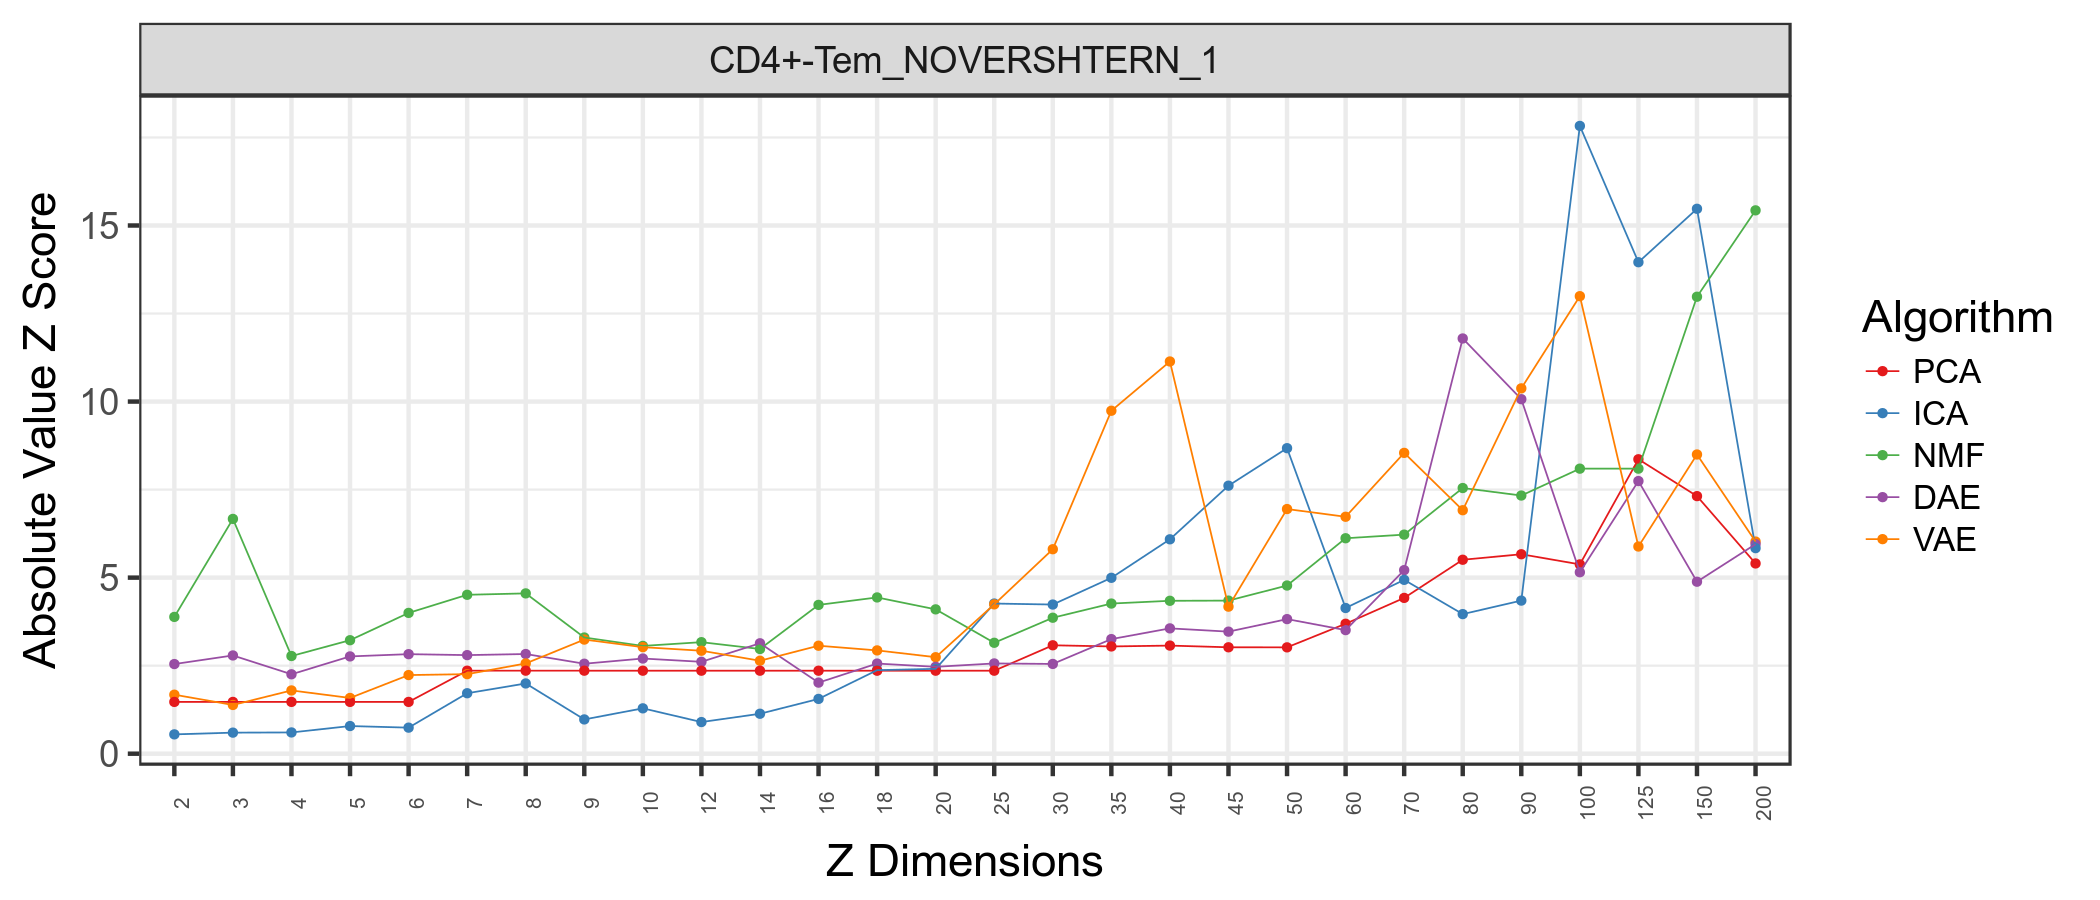 CD4+-Tem_NOVERSHTERN_1
Absolute Value Z Score
15
10
5
0
2 3 4 5 6 7 8 9 10 12 14 16 18 20 25 30 35 40 45 50 60 70 80 90 100 125 150 200
Z Dimensions
Algorithm
PCA
ICA
NMF
DAE
VAE